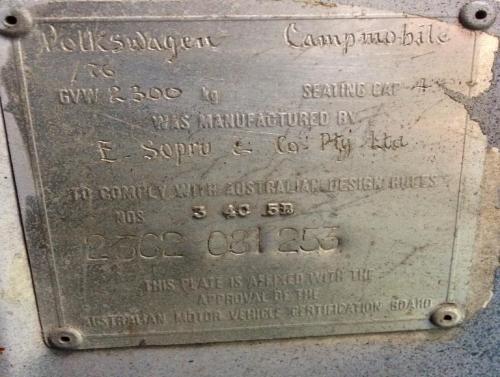 Volkswagen Campmobile
/76
GVW 2300 kg SEATING CAP 4
WAS MANUFACTURED BY
E. Sopru & Co. Pty Ltd
TO COMPLY WITH AUSTRALIAN DESIGN RULES
NOS 3 4C 5B
2362 081 253
THIS PLATE IS AFFIXED WITH THE
APPROVAL OF THE
AUSTRALIAN MOTOR VEHICLE CERTIFICATION BOARD